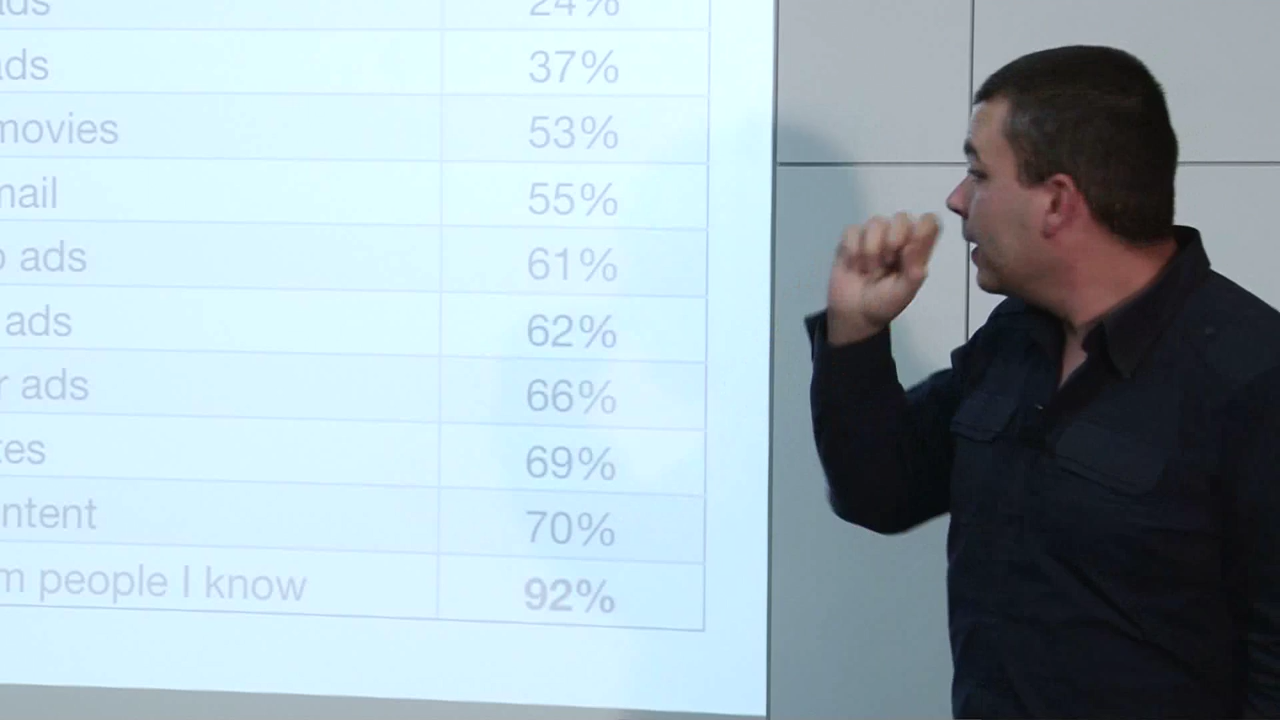 ads 24%
ads 37%
movies 53%
mail 55%
ads 61%
ads 62%
r ads 66%
tes 69%
ntent 70%
m people I know 92%